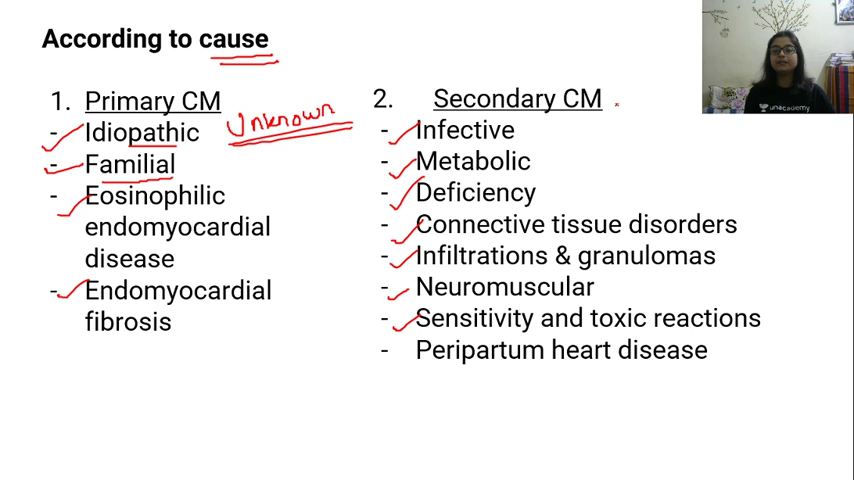 According to cause
1. Primary CM
- Idiopathic
Unknown
- Familial
- Eosinophilic
endomyocardial
disease
- Endomyocardial
fibrosis
2. Secondary CM
- Infective
- Metabolic
- Deficiency
- Connective tissue disorders
- Infiltrations & granulomas
- Neuromuscular
- Sensitivity and toxic reactions
- Peripartum heart disease
unacademy